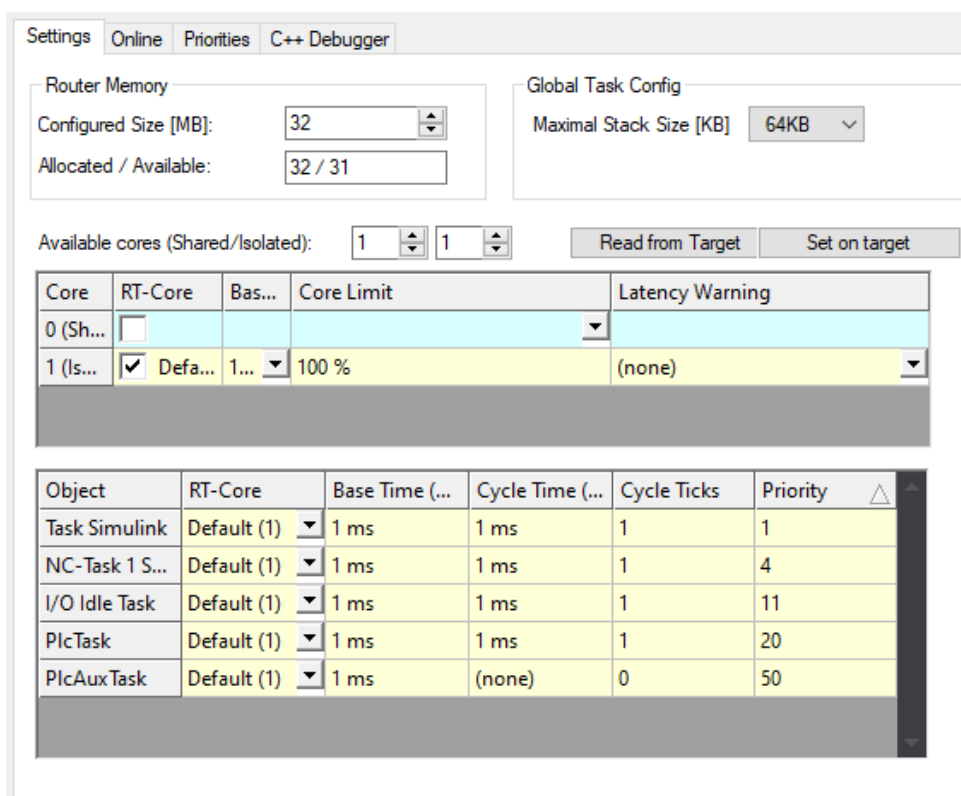 Settings Online Priorities C++ Debugger
Router Memory
Configured Size [MB]: 32
Allocated / Available: 32 / 31
Global Task Config
Maximal Stack Size [KB] 64KB
Available cores (Shared/Isolated): 1 1 Read from Target Set on target
Core RT-Core Bas... Core Limit Latency Warning
0 (Sh...
1 (Is... Defa... 1... 100 % (none)
Object RT-Core Base Time (... Cycle Time (... Cycle Ticks Priority
Task Simulink Default (1) 1 ms 1 ms 1 1
NC-Task 1 S... Default (1) 1 ms 1 ms 1 4
I/O Idle Task Default (1) 1 ms 1 ms 1 11
PlcTask Default (1) 1 ms 1 ms 1 20
PlcAuxTask Default (1) 1 ms (none) 0 50